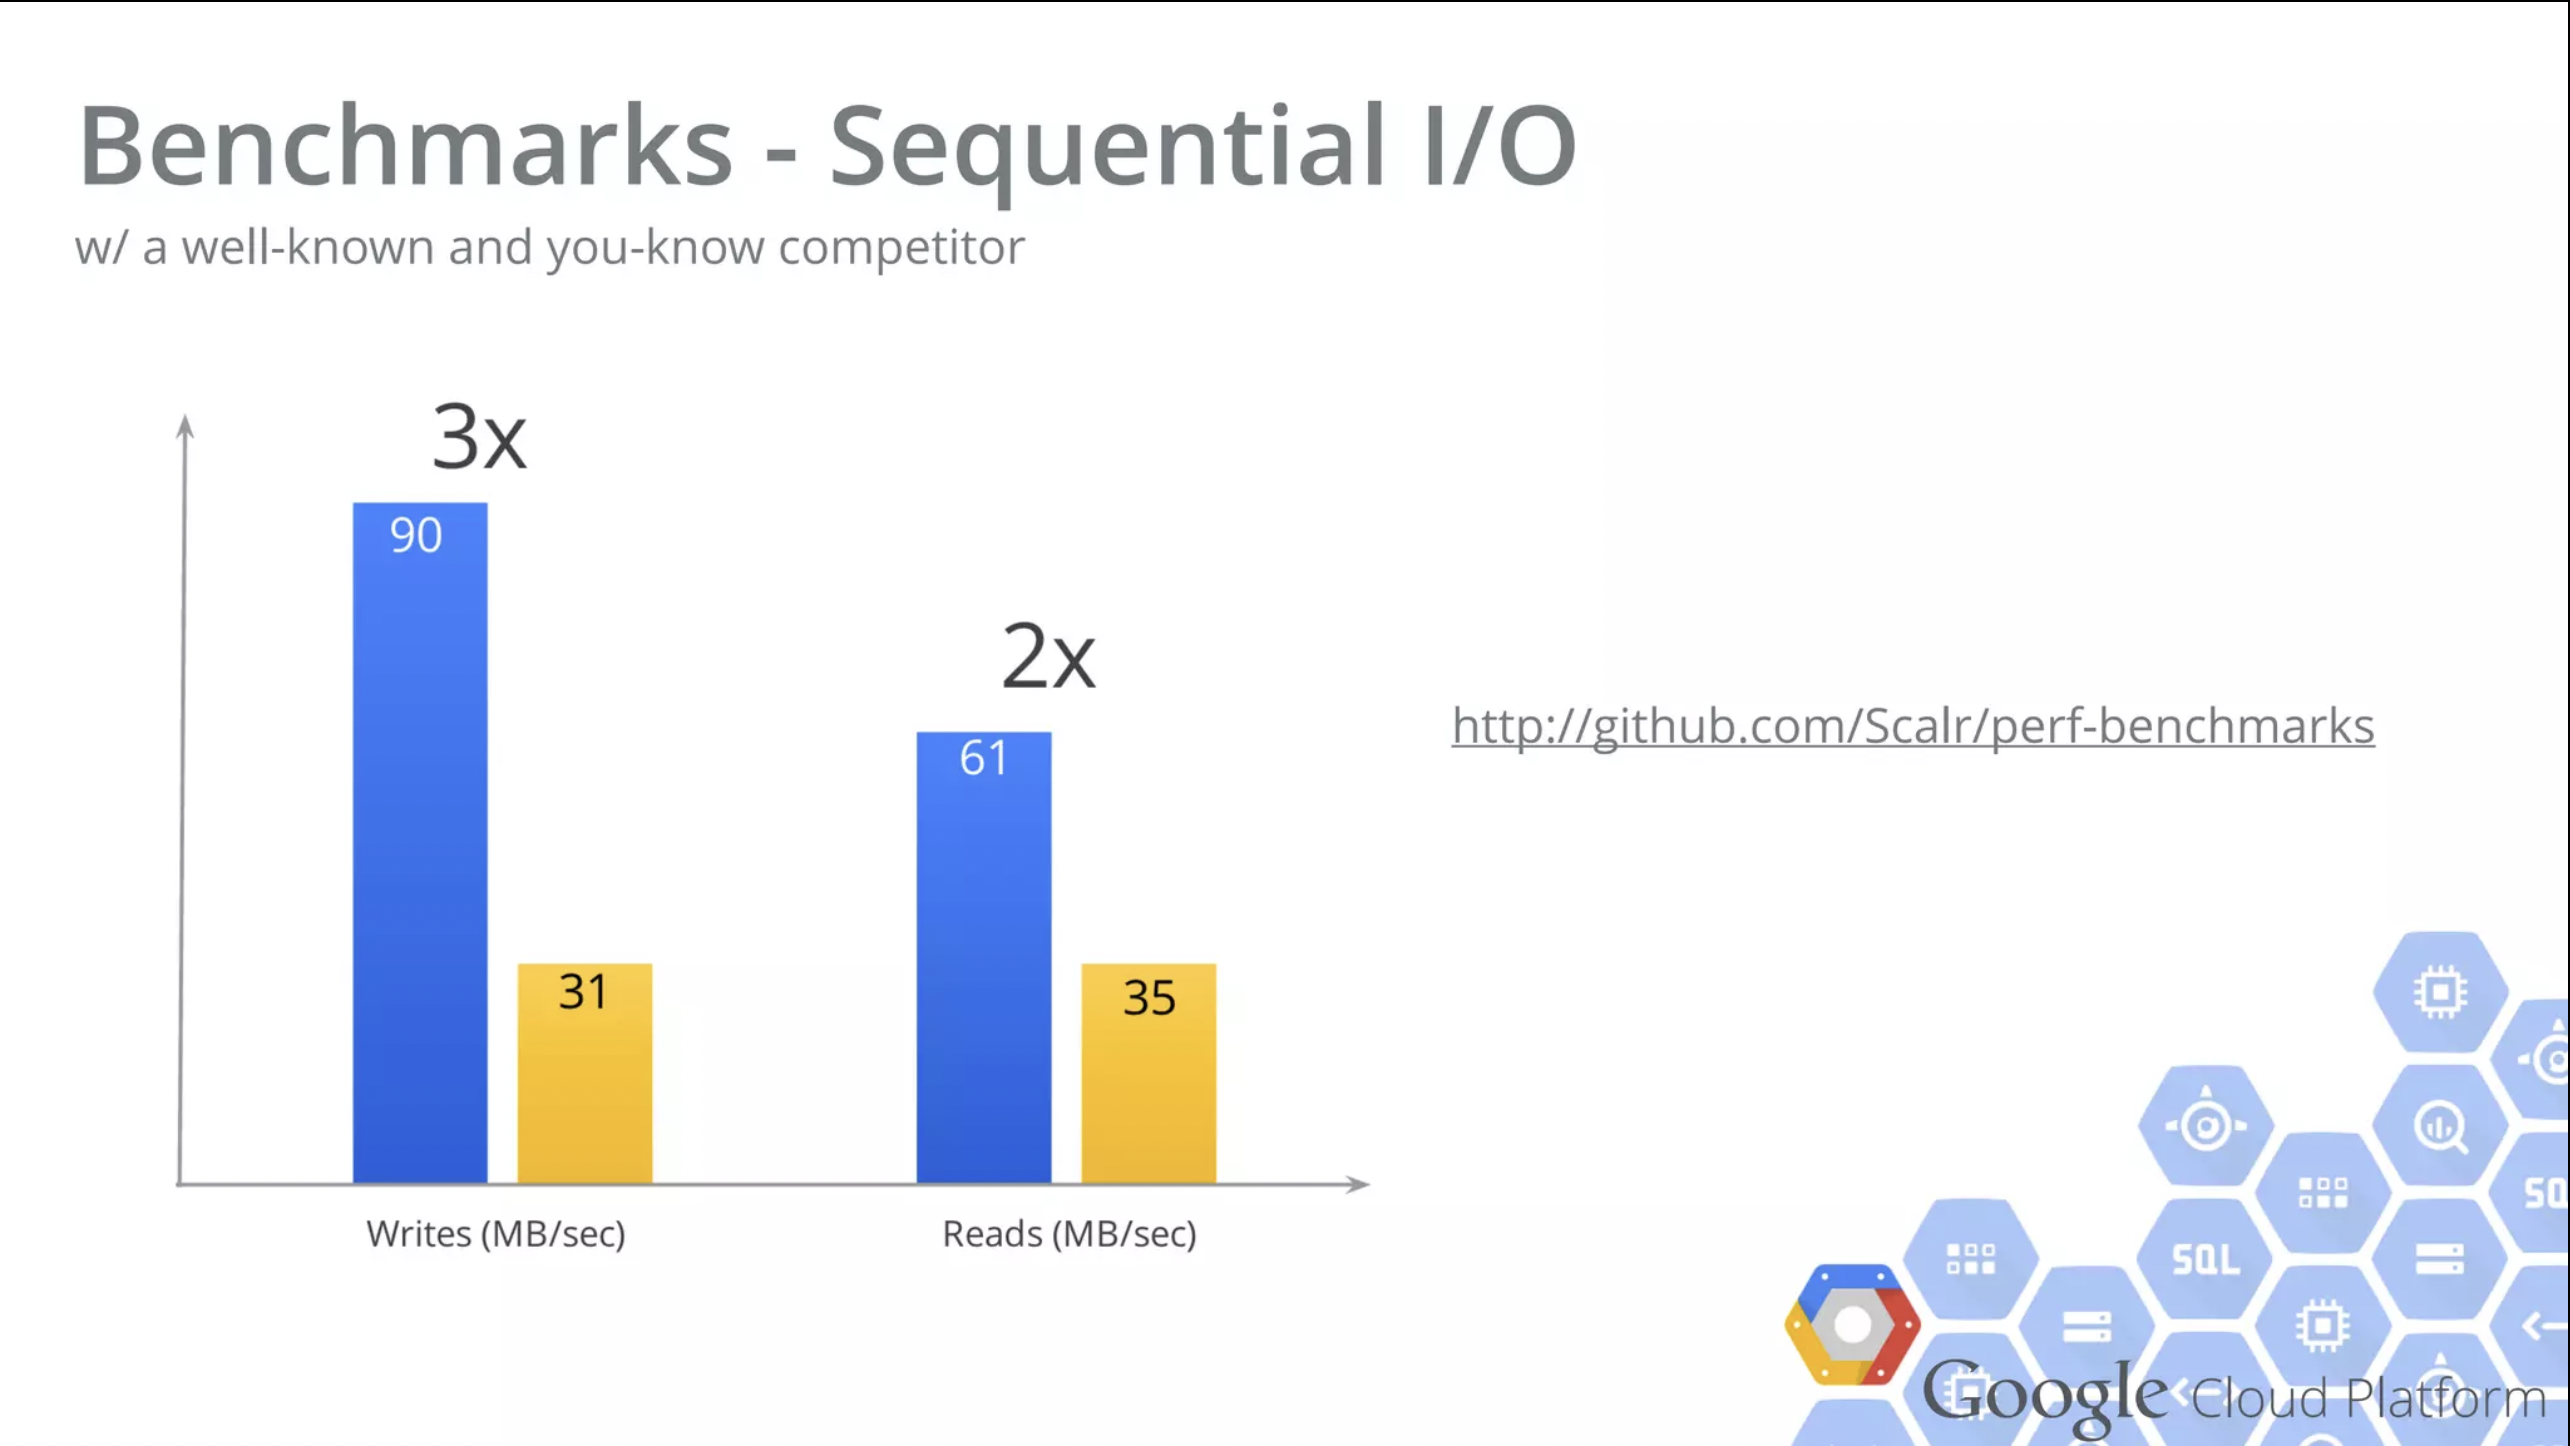 Benchmarks - Sequential I/O
w/ a well-known and you-know competitor
3x
90
31
2x
61
35
Writes (MB/sec)
Reads (MB/sec)
http://github.com/Scalr/perf-benchmarks
SQL
Google Cloud Platform